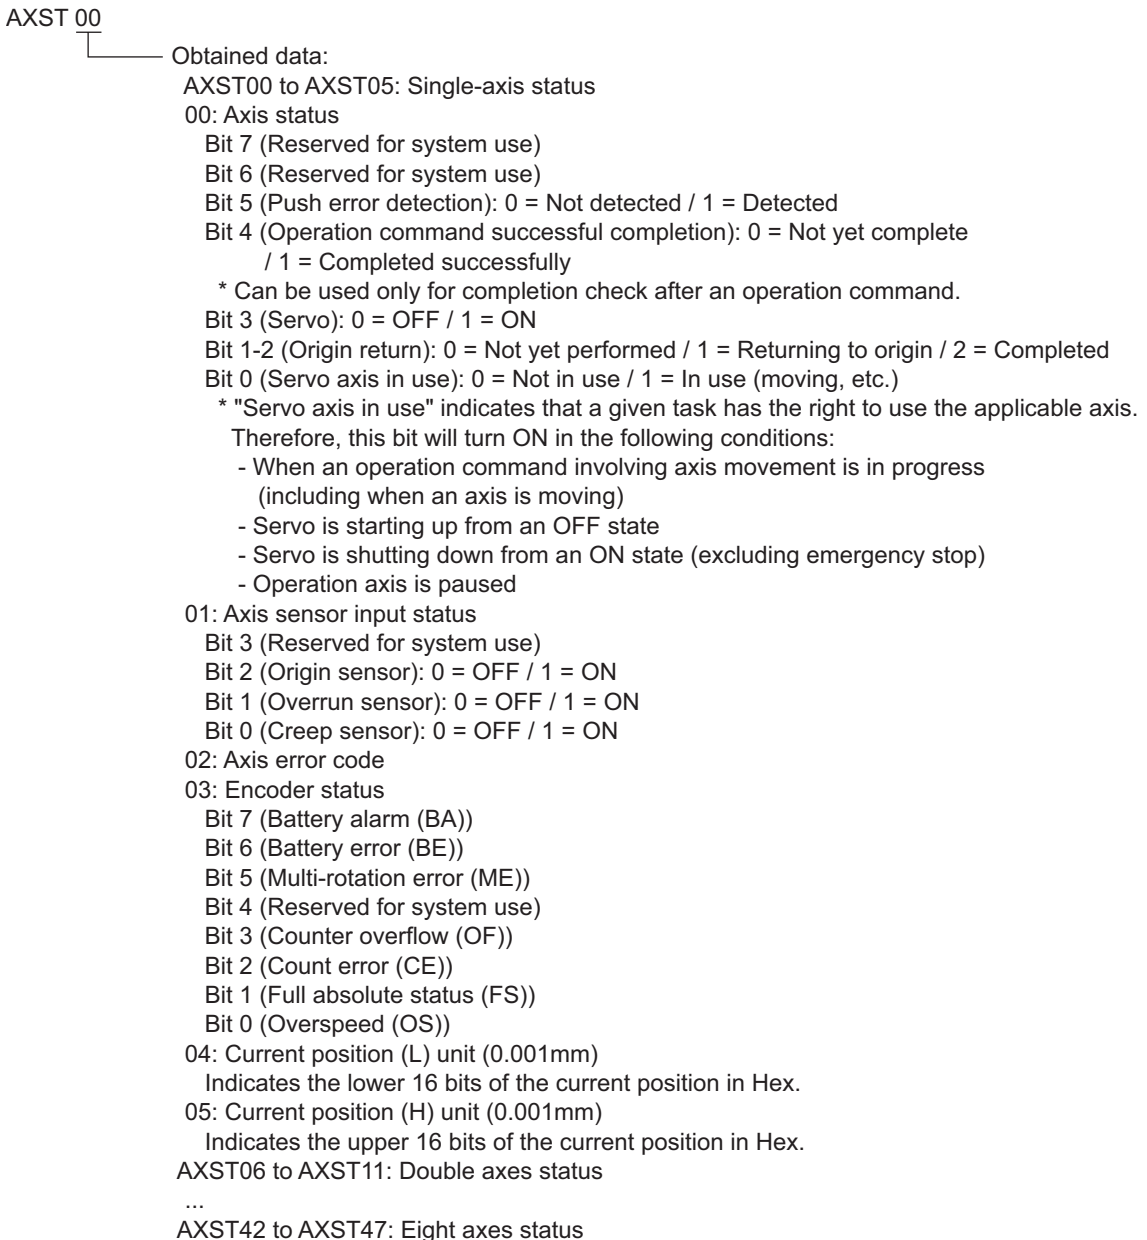 AXST 00
Obtained data:
AXST00 to AXST05: Single-axis status
00: Axis status
Bit 7 (Reserved for system use)
Bit 6 (Reserved for system use)
Bit 5 (Push error detection): 0 = Not detected / 1 = Detected
Bit 4 (Operation command successful completion): 0 = Not yet complete
/ 1 = Completed successfully
* Can be used only for completion check after an operation command.
Bit 3 (Servo): 0 = OFF / 1 = ON
Bit 1-2 (Origin return): 0 = Not yet performed / 1 = Returning to origin / 2 = Completed
Bit 0 (Servo axis in use): 0 = Not in use / 1 = In use (moving, etc.)
* "Servo axis in use" indicates that a given task has the right to use the applicable axis.
Therefore, this bit will turn ON in the following conditions:
- When an operation command involving axis movement is in progress
(including when an axis is moving)
- Servo is starting up from an OFF state
- Servo is shutting down from an ON state (excluding emergency stop)
- Operation axis is paused
01: Axis sensor input status
Bit 3 (Reserved for system use)
Bit 2 (Origin sensor): 0 = OFF / 1 = ON
Bit 1 (Overrun sensor): 0 = OFF / 1 = ON
Bit 0 (Creep sensor): 0 = OFF / 1 = ON
02: Axis error code
03: Encoder status
Bit 7 (Battery alarm (BA))
Bit 6 (Battery error (BE))
Bit 5 (Multi-rotation error (ME))
Bit 4 (Reserved for system use)
Bit 3 (Counter overflow (OF))
Bit 2 (Count error (CE))
Bit 1 (Full absolute status (FS))
Bit 0 (Overspeed (OS))
04: Current position (L) unit (0.001mm)
Indicates the lower 16 bits of the current position in Hex.
05: Current position (H) unit (0.001mm)
Indicates the upper 16 bits of the current position in Hex.
AXST06 to AXST11: Double axes status
...
AXST42 to AXST47: Eight axes status